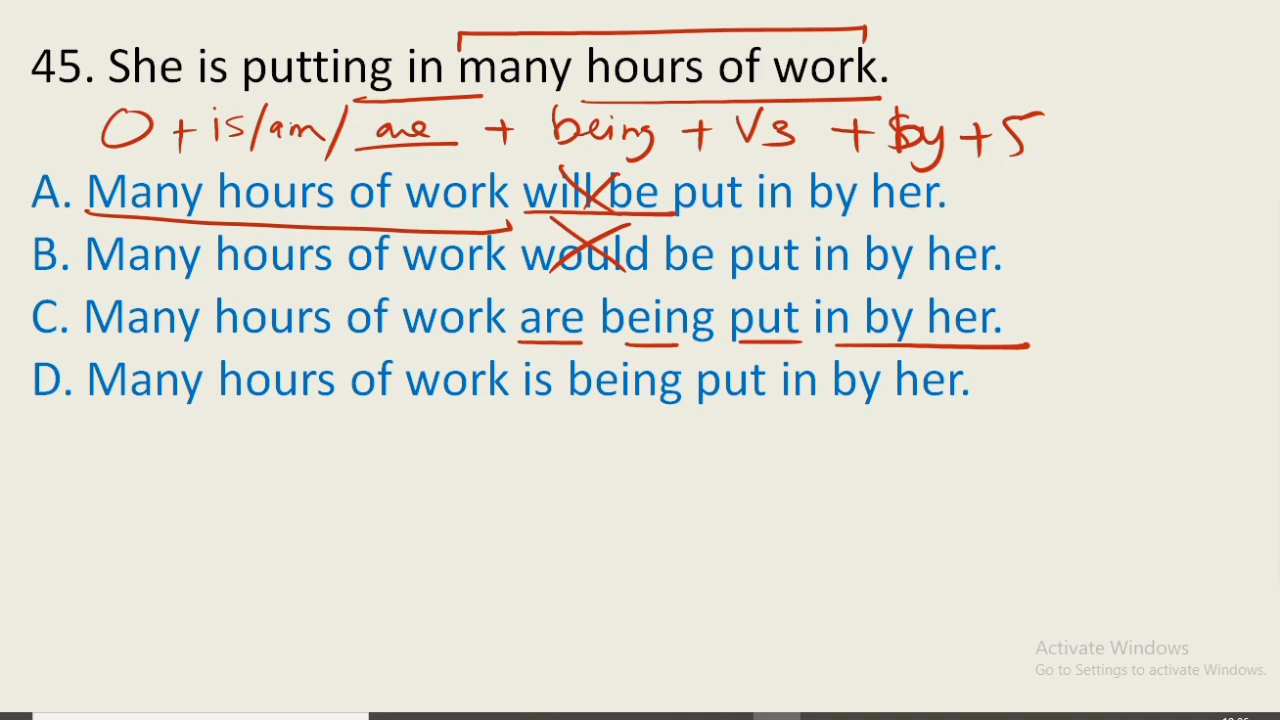 45. She is putting in many hours of work.
O + is/am/are + being + V3 + by + S
A. Many hours of work will be put in by her.
B. Many hours of work would be put in by her.
C. Many hours of work are being put in by her.
D. Many hours of work is being put in by her.
Activate Windows
Go to Settings to activate Windows.